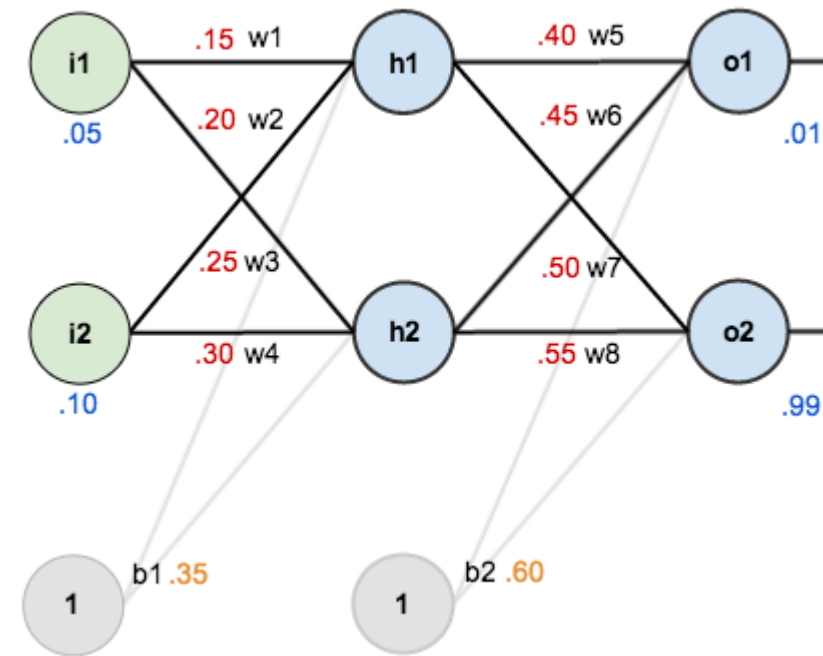 .15 w1
.40 w5
i1
h1
o1
.20 w2
.45 w6
.05
.01
.25 w3
.50 w7
i2
h2
o2
.30 w4
.55 w8
.10
.99
b1 .35
b2 .60
1
1